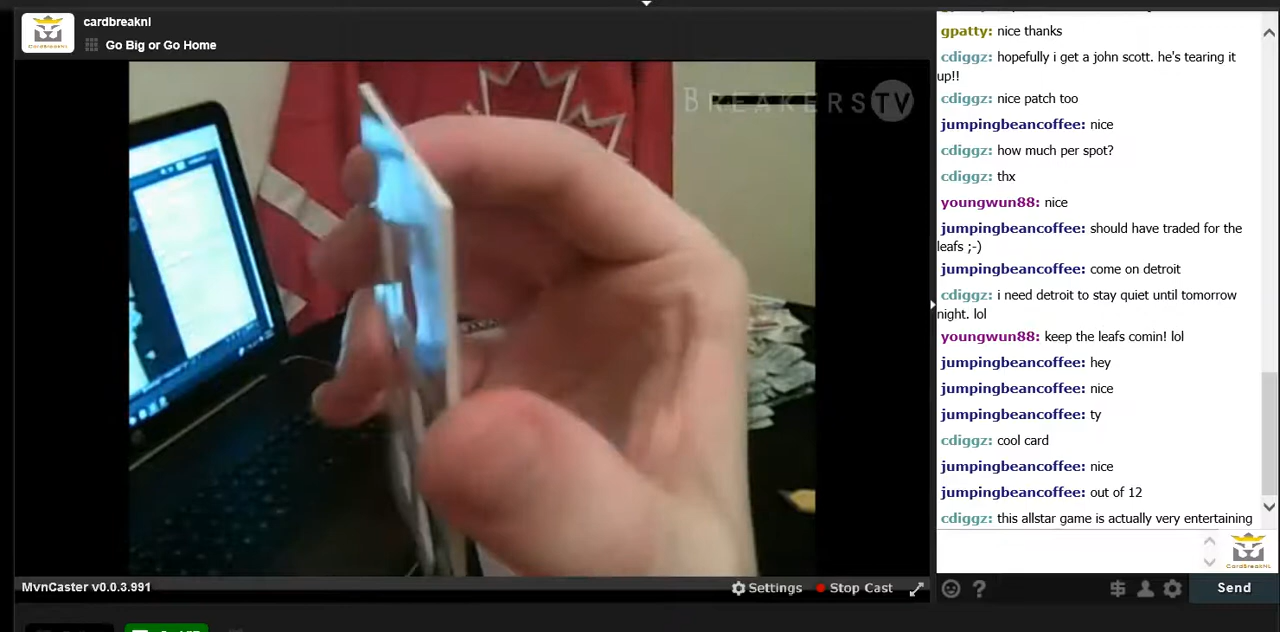 cardbreaknl
Go Big or Go Home
BREAKERS TV
gpatty: nice thanks
cdiggz: hopefully i get a john scott. he's tearing it
up!!
cdiggz: nice patch too
jumpingbeancoffee: nice
cdiggz: how much per spot?
cdiggz: thx
youngwun88: nice
jumpingbeancoffee: should have traded for the
leafs ;-)
jumpingbeancoffee: come on detroit
cdiggz: i need detroit to stay quiet until tomorrow
night. lol
youngwun88: keep the leafs comin! lol
jumpingbeancoffee: hey
jumpingbeancoffee: nice
jumpingbeancoffee: ty
cdiggz: cool card
jumpingbeancoffee: nice
jumpingbeancoffee: out of 12
cdiggz: this allstar game is actually very entertaining
CARDBREAKNL
MvnCaster v0.0.3.991
Settings
Stop Cast
?
Send